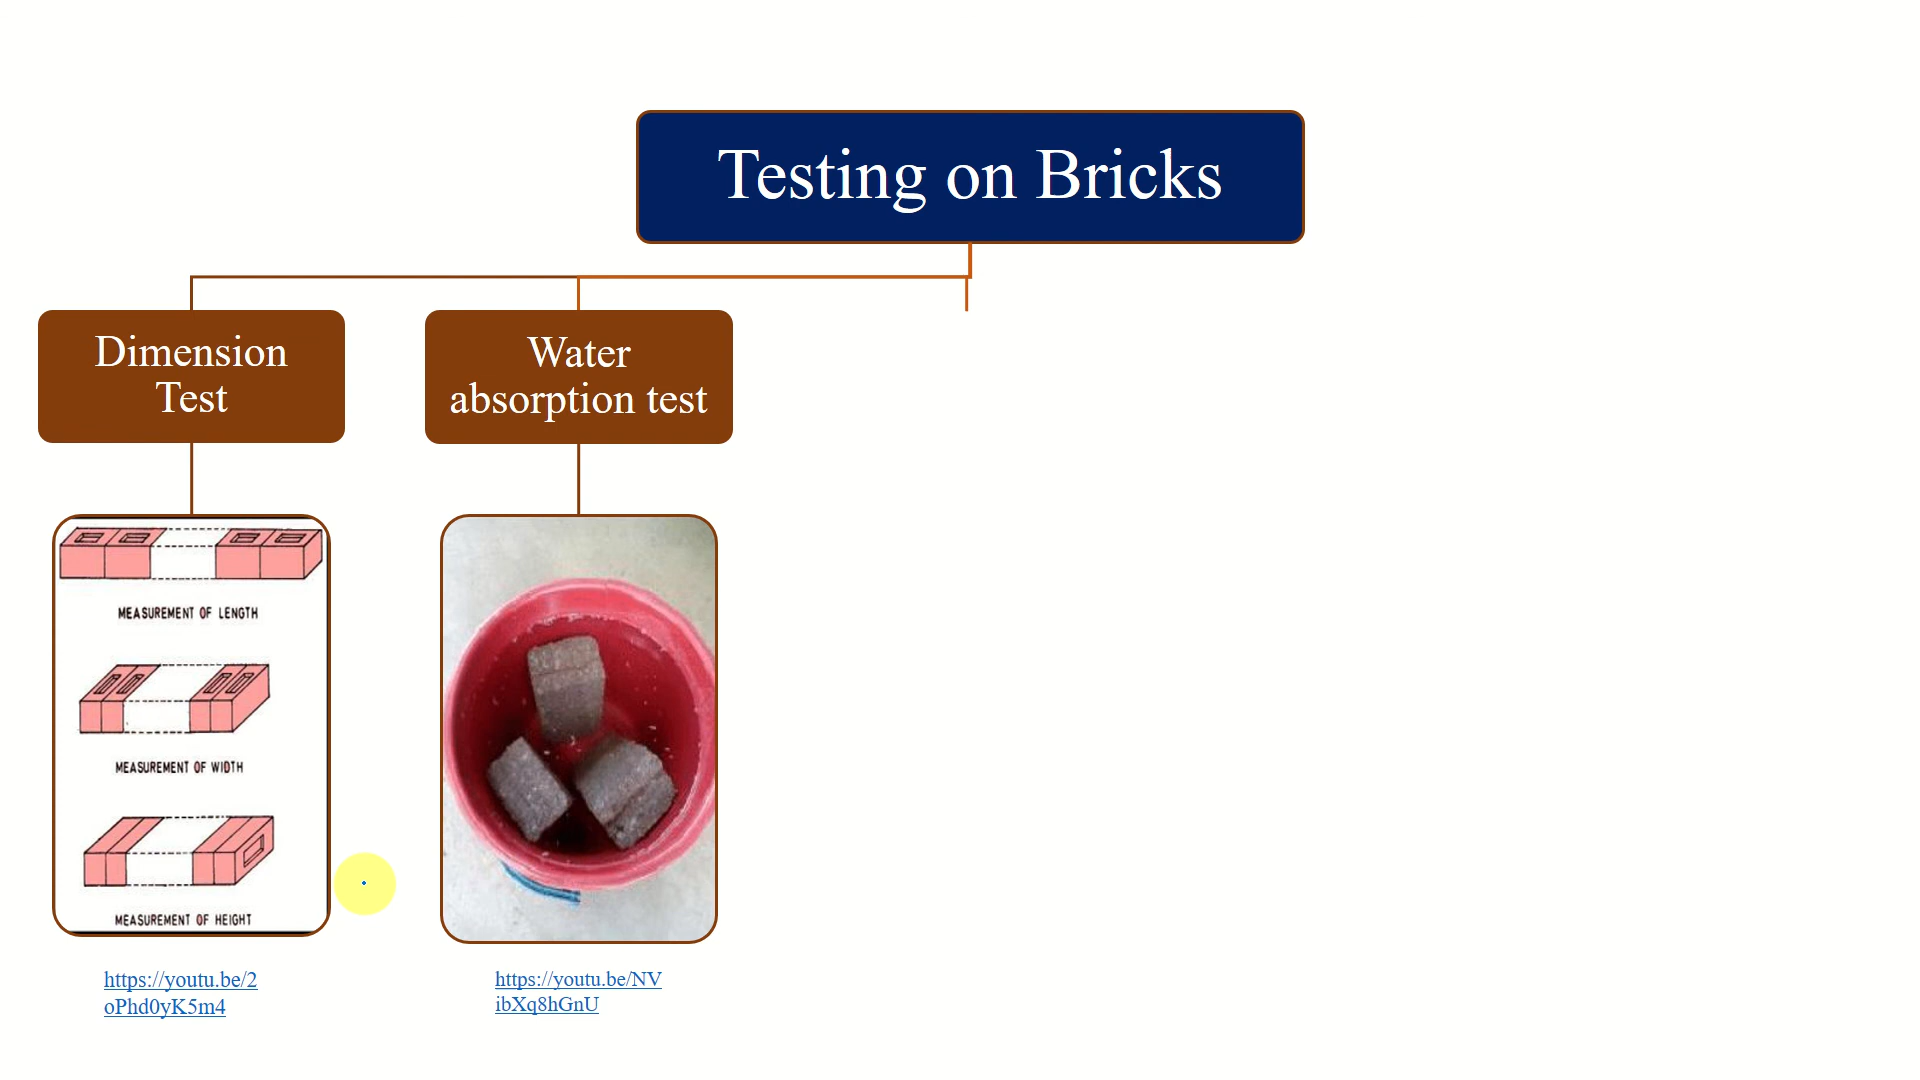 Testing on Bricks
Dimension
Test
Water
absorption test
MEASUREMENT OF LENGTH
MEASUREMENT OF WIDTH
MEASUREMENT OF HEIGHT
https://youtu.be/2
oPhd0yK5m4
https://youtu.be/NV
ibXq8hGnU